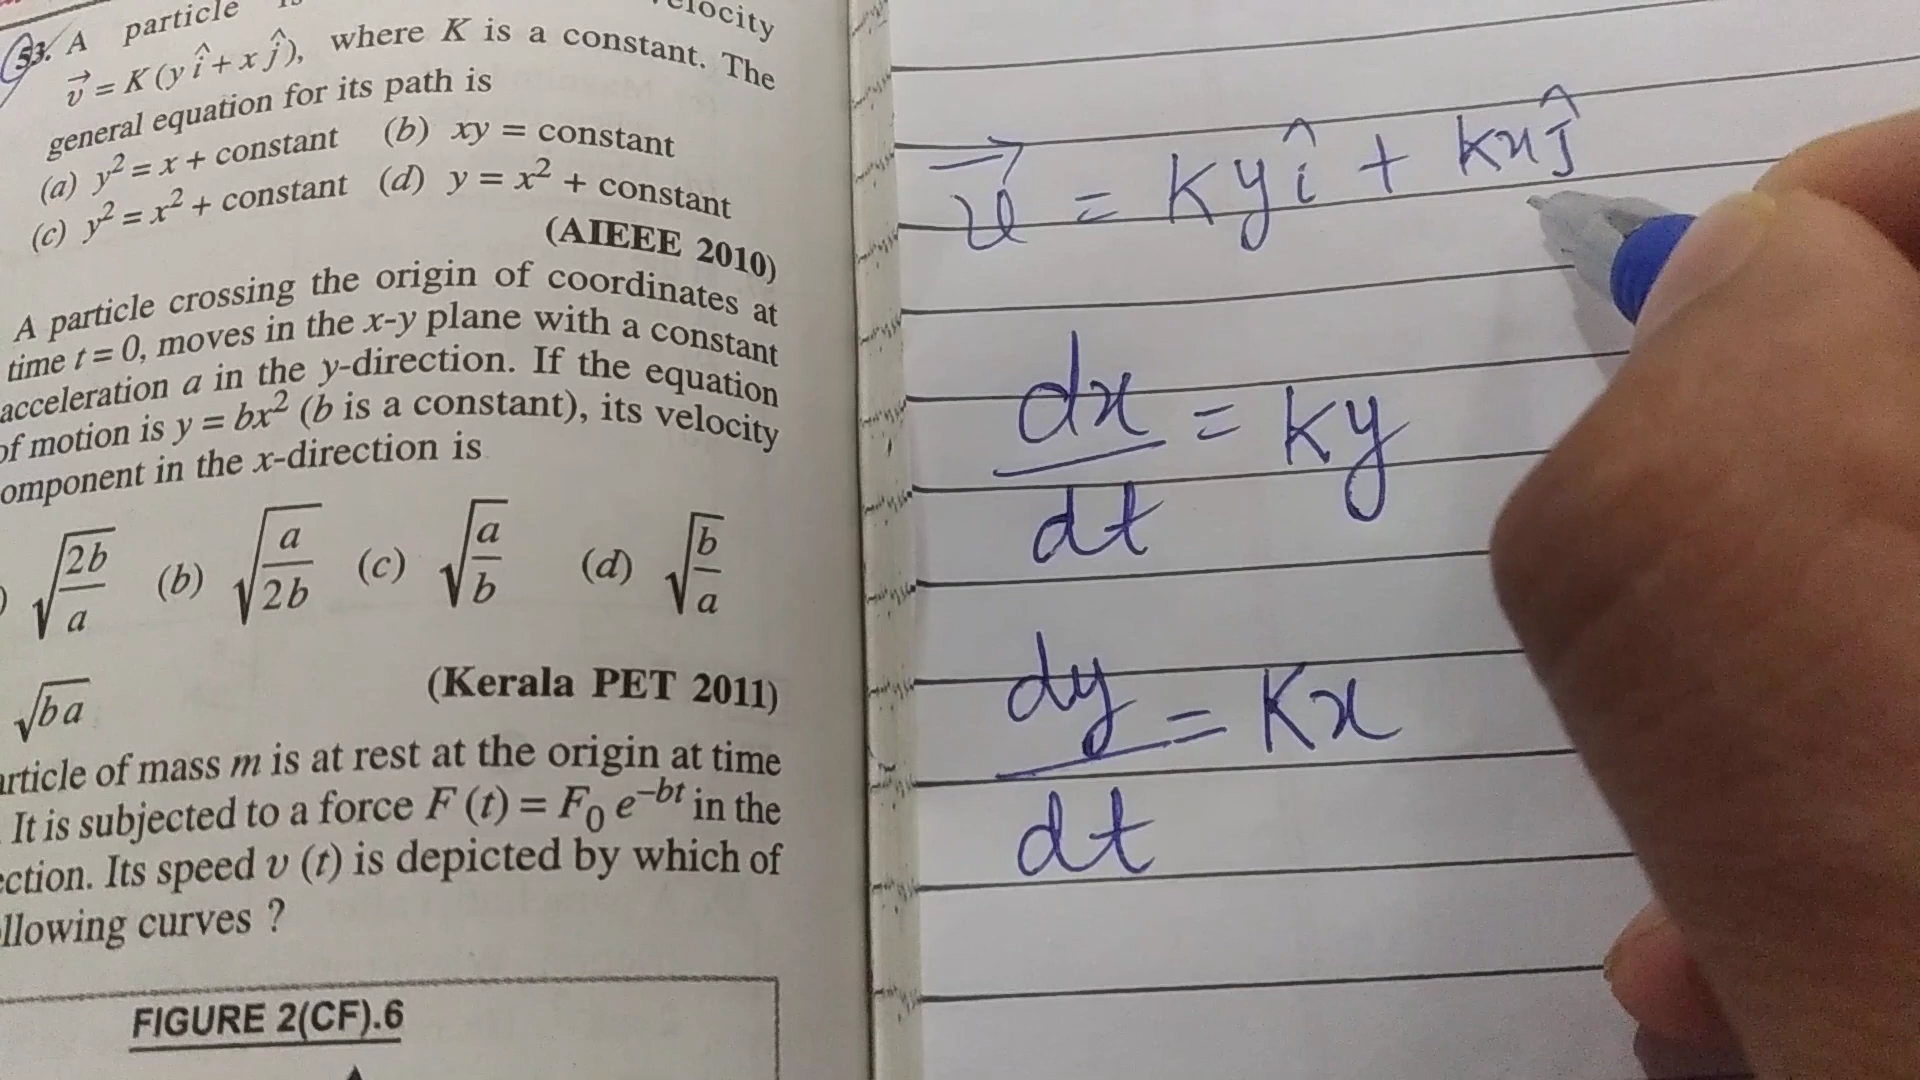 53. A particle
velocity
v⃗ = K (y î + x ĵ), where K is a constant. The
general equation for its path is
(a) y² = x + constant (b) xy = constant
(c) y² = x² + constant (d) y = x² + constant
(AIEEE 2010)
A particle crossing the origin of coordinates at
time t = 0, moves in the x-y plane with a constant
acceleration a in the y-direction. If the equation
of motion is y = bx² (b is a constant), its velocity
omponent in the x-direction is
) √(2b/a) (b) √(a/2b) (c) √(a/b) (d) √(b/a)
√ba
(Kerala PET 2011)
article of mass m is at rest at the origin at time
It is subjected to a force F (t) = F₀ e^(−bt) in the
ection. Its speed v (t) is depicted by which of
llowing curves ?
FIGURE 2(CF).6
v⃗ = Kyî + Kxĵ
dx/dt = Ky
dy/dt = Kx